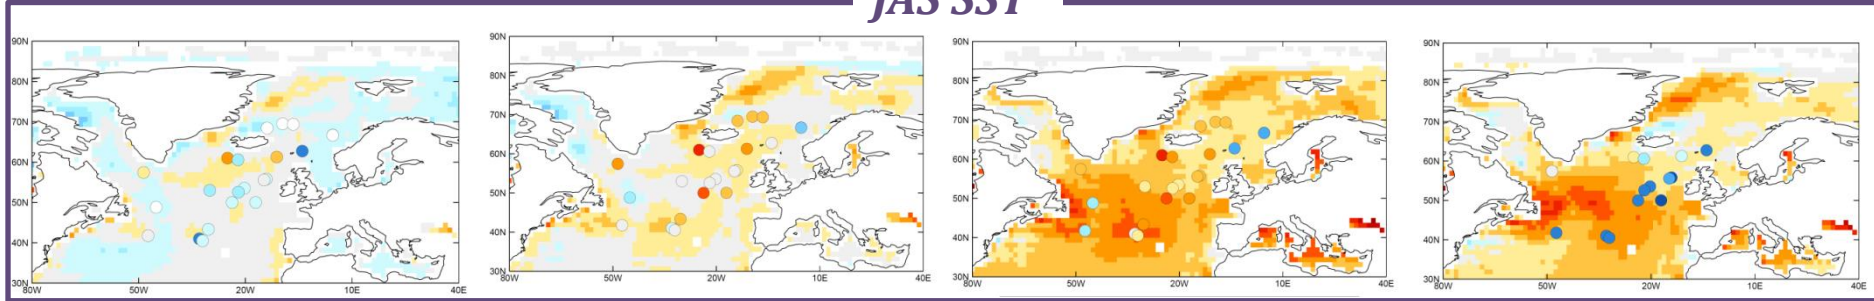 JAS SST
90N 90N 90N 90N
80N 80N 80N 80N
70N 70N 70N 70N
60N 60N 60N 60N
50N 50N 50N 50N
40N 40N 40N 40N
30N 30N 30N 30N
80W 50W 20W 10E 40E 50W 20W 10E 40E 80W 50W 20W 10E 40E 80W 50W 20W 10E 40E